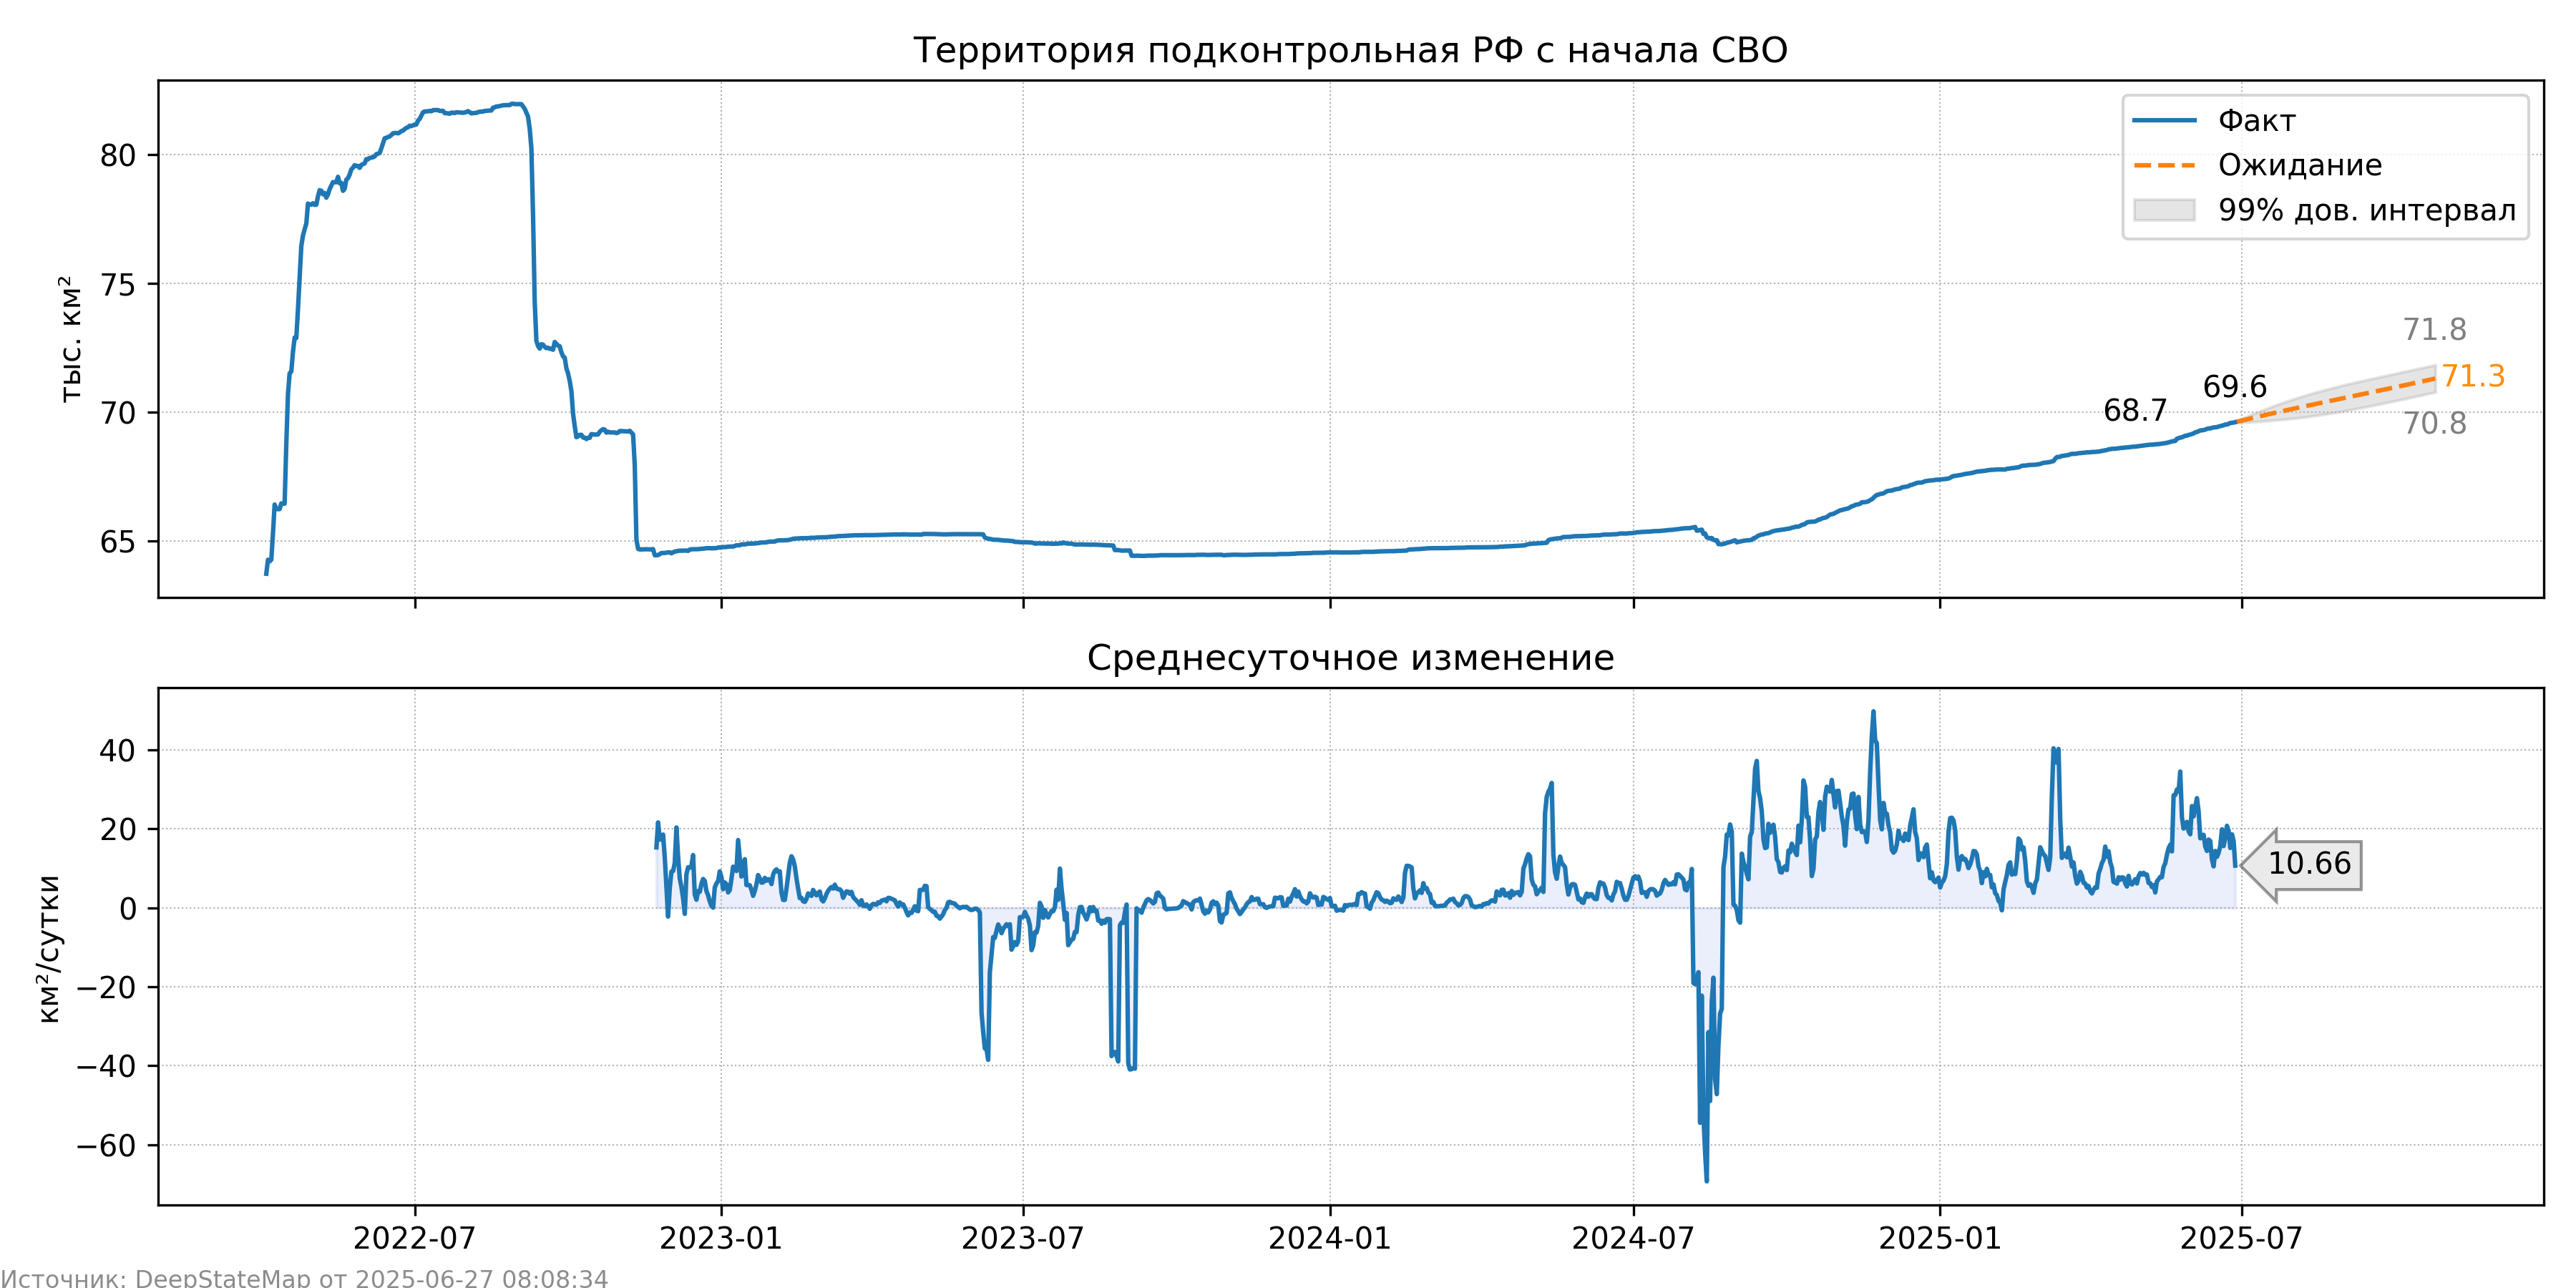 Территория подконтрольная РФ с начала СВО
тыс. км²
80
75
70
65
Факт
Ожидание
99% дов. интервал
71.8
71.3
69.6
68.7
70.8
Среднесуточное изменение
км²/сутки
40
20
0
−20
−40
−60
10.66
2022-07 2023-01 2023-07 2024-01 2024-07 2025-01 2025-07
Источник: DeepStateMap от 2025-06-27 08:08:34